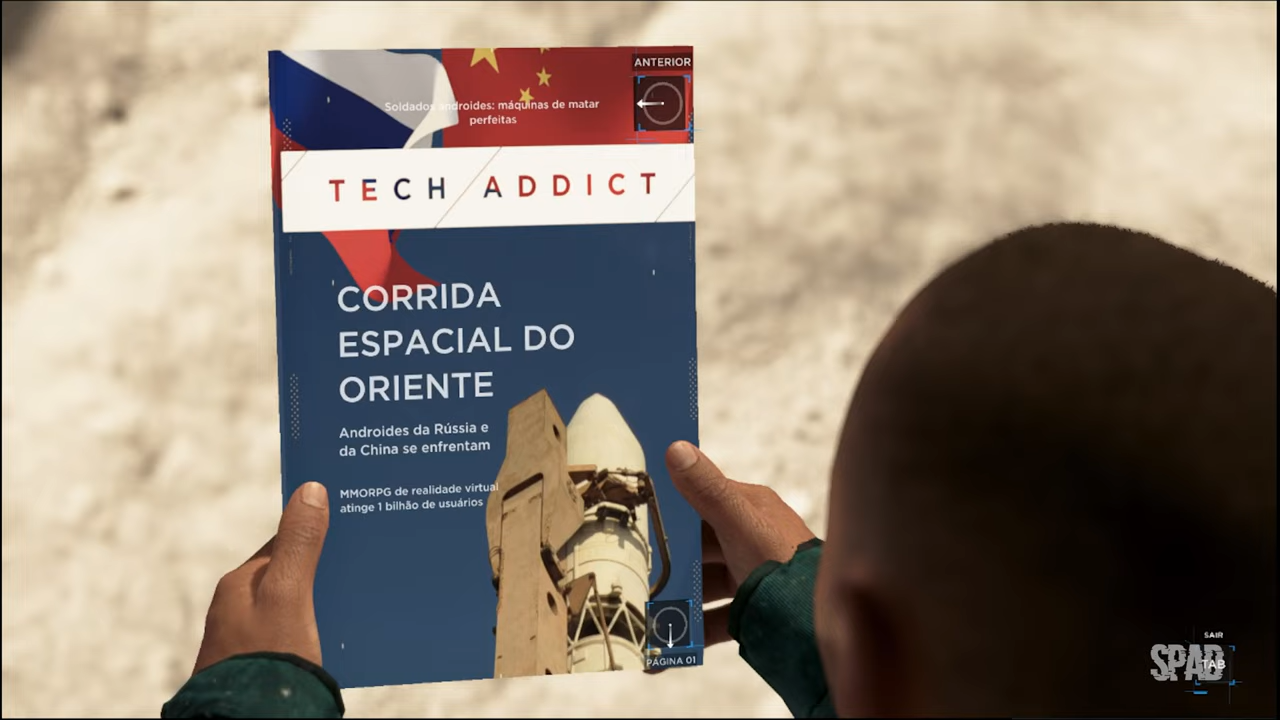 ANTERIOR
Soldados androides: máquinas de matar
perfeitas
TECH ADDICT
CORRIDA
ESPACIAL DO
ORIENTE
Androides da Rússia e
da China se enfrentam
MMORPG de realidade virtual
atinge 1 bilhão de usuários
PÁGINA 01
SAIR
TAB
SPAD